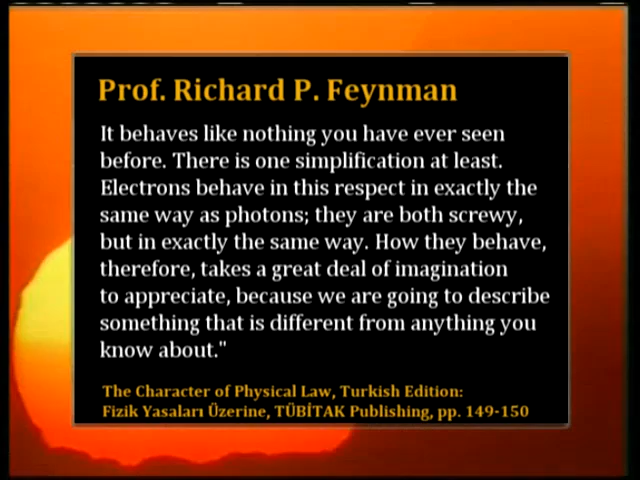 Prof. Richard P. Feynman
It behaves like nothing you have ever seen
before. There is one simplification at least.
Electrons behave in this respect in exactly the
same way as photons; they are both screwy,
but in exactly the same way. How they behave,
therefore, takes a great deal of imagination
to appreciate, because we are going to describe
something that is different from anything you
know about."
The Character of Physical Law, Turkish Edition:
Fizik Yasaları Üzerine, TÜBİTAK Publishing, pp. 149-150